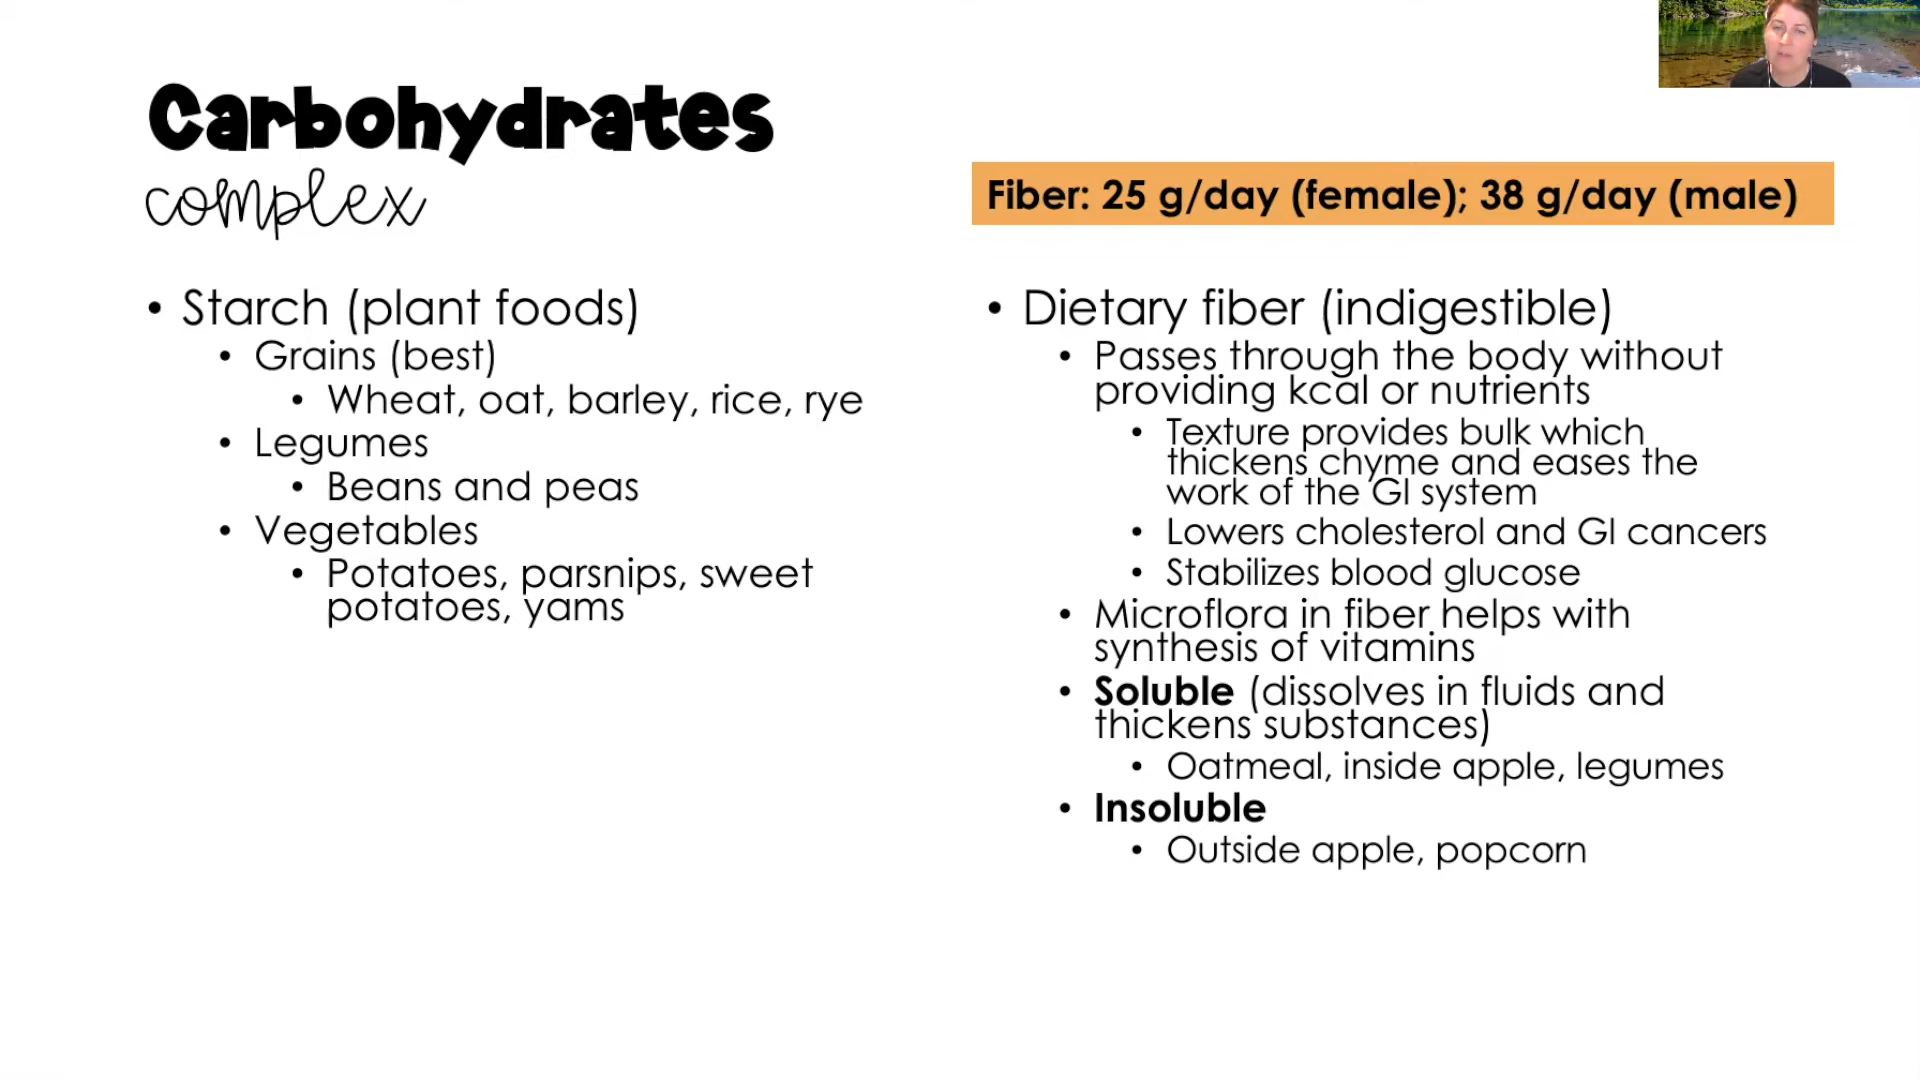 Carbohydrates
complex
Fiber: 25 g/day (female); 38 g/day (male)
• Starch (plant foods)
• Grains (best)
• Wheat, oat, barley, rice, rye
• Legumes
• Beans and peas
• Vegetables
• Potatoes, parsnips, sweet
potatoes, yams
• Dietary fiber (indigestible)
• Passes through the body without
providing kcal or nutrients
• Texture provides bulk which
thickens chyme and eases the
work of the GI system
• Lowers cholesterol and GI cancers
• Stabilizes blood glucose
• Microflora in fiber helps with
synthesis of vitamins
• Soluble (dissolves in fluids and
thickens substances)
• Oatmeal, inside apple, legumes
• Insoluble
• Outside apple, popcorn